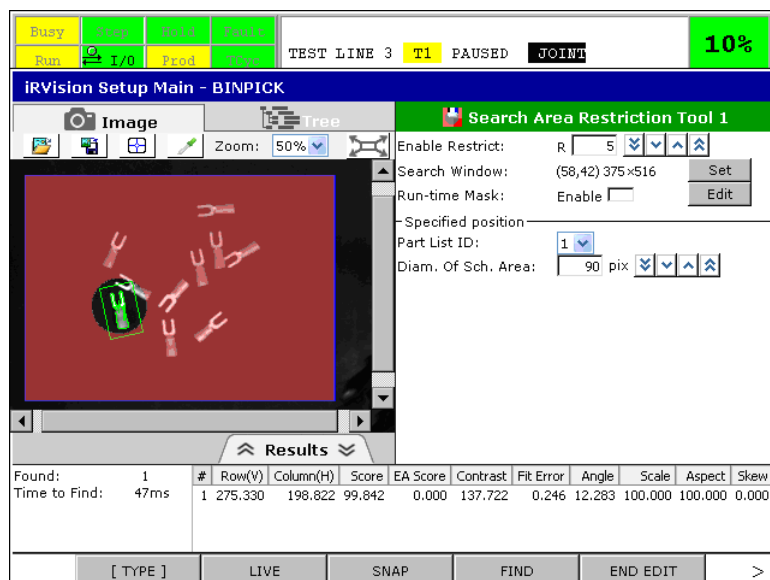 Busy Step Hold Fault
Run I/O Prod TCyc
TEST LINE 3 T1 PAUSED JOINT
10%
iRVision Setup Main - BINPICK
Image Tree
Zoom: 50%
Search Area Restriction Tool 1
Enable Restrict: R 5
Search Window: (58,42) 375×516 Set
Run-time Mask: Enable Edit
Specified position
Part List ID: 1
Diam. Of Sch. Area: 90 pix
Results
Found: 1
Time to Find: 47ms
# Row(V) Column(H) Score EA Score Contrast Fit Error Angle Scale Aspect Skew
1 275.330 198.822 99.842 0.000 137.722 0.246 12.283 100.000 100.000 0.000
[ TYPE ] LIVE SNAP FIND END EDIT >